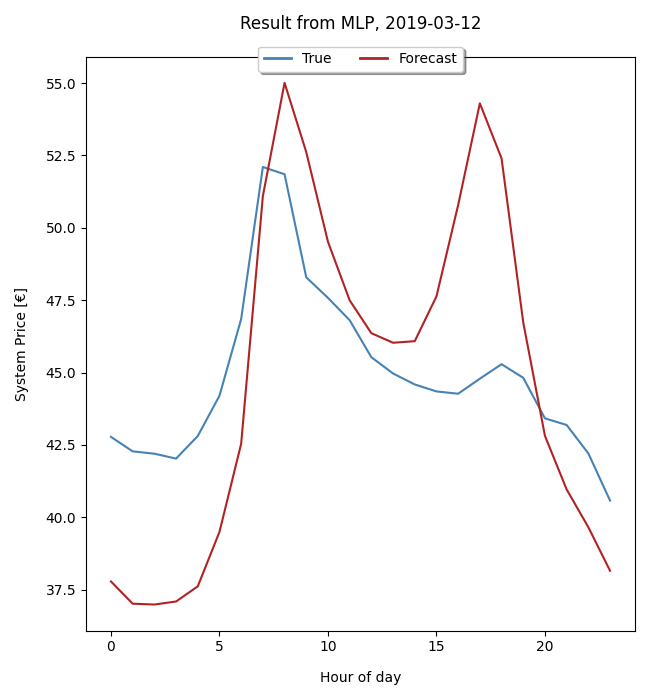 Result from MLP, 2019-03-12
True Forecast
55.0
52.5
50.0
47.5
45.0
42.5
40.0
37.5
System Price [€]
0 5 10 15 20
Hour of day